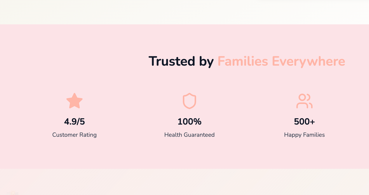 Trusted by Families Everywhere
4.9/5
Customer Rating
100%
Health Guaranteed
500+
Happy Families